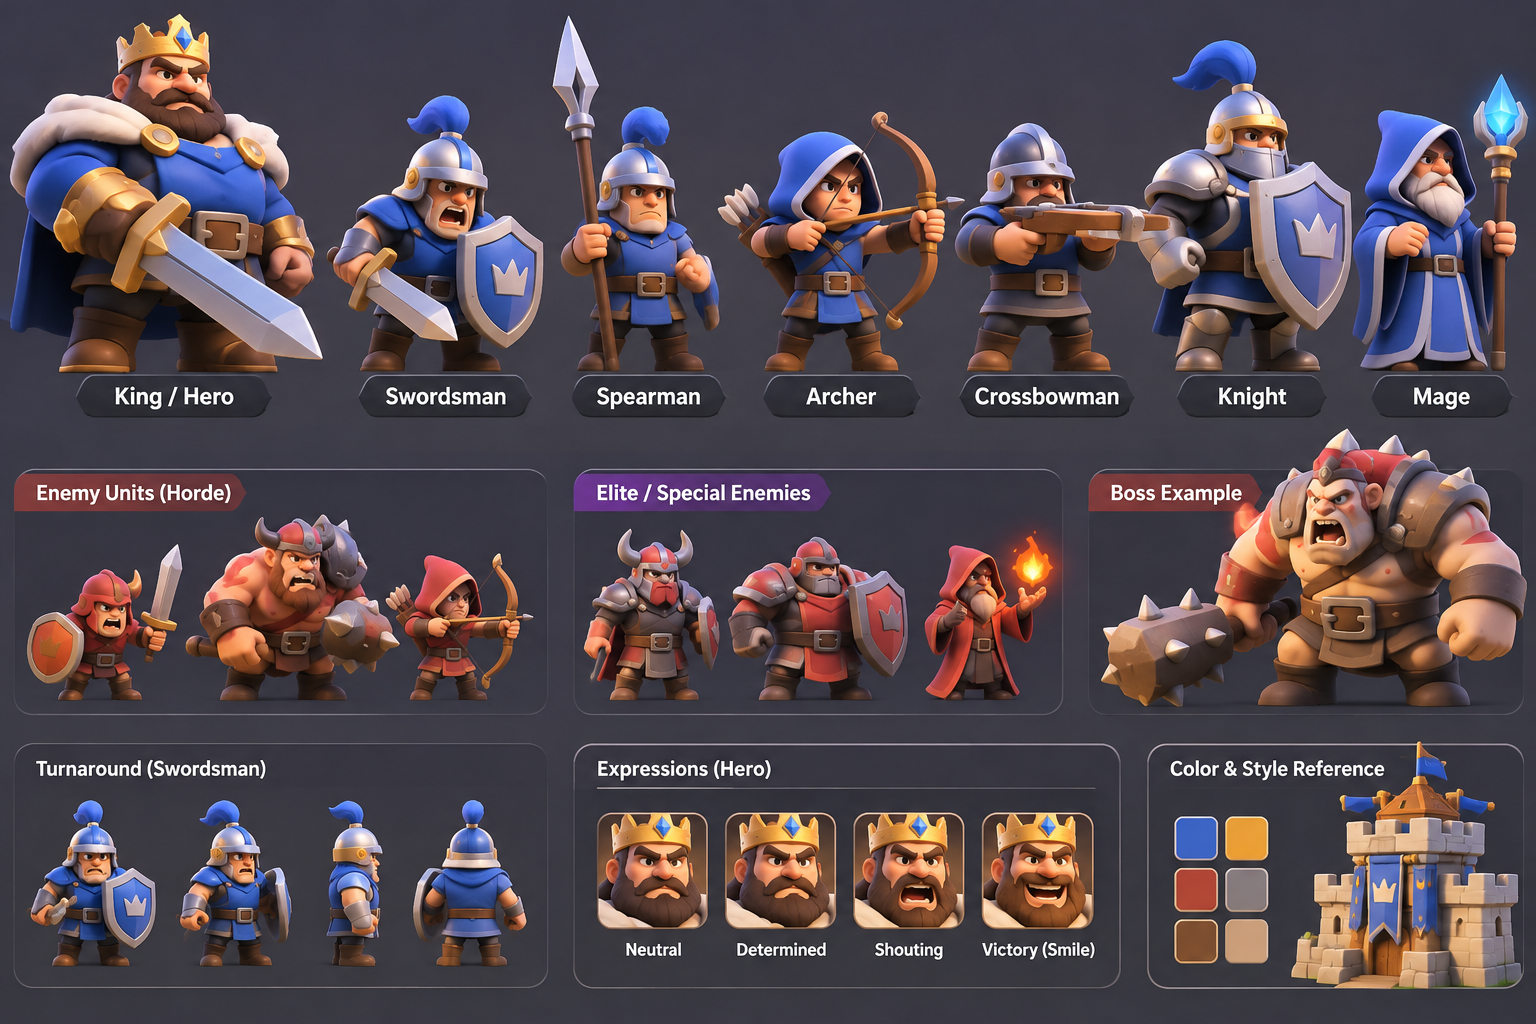 King / Hero
Swordsman
Spearman
Archer
Crossbowman
Knight
Mage
Enemy Units (Horde)
Elite / Special Enemies
Boss Example
Turnaround (Swordsman)
Expressions (Hero)
Neutral
Determined
Shouting
Victory (Smile)
Color & Style Reference